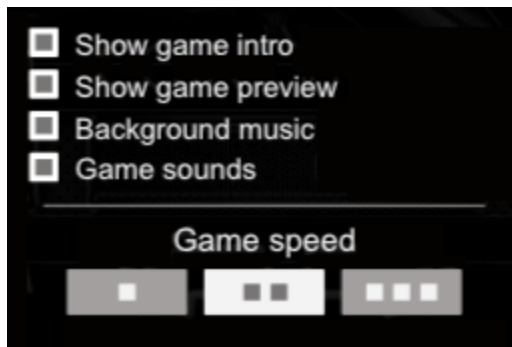 Show game intro
Show game preview
Background music
Game sounds
Game speed